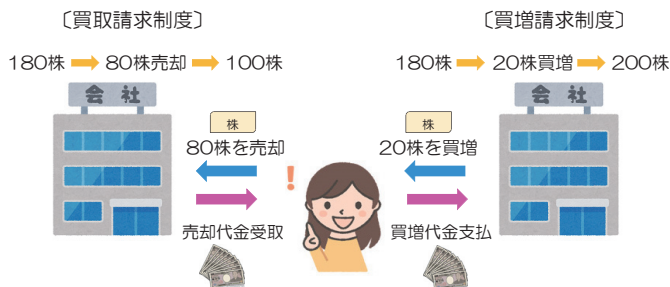 〔買取請求制度〕
180株 80株売却 100株
会社
株
80株を売却
売却代金受取
!
〔買増請求制度〕
180株 20株買増 200株
会社
株
20株を買増
買増代金支払